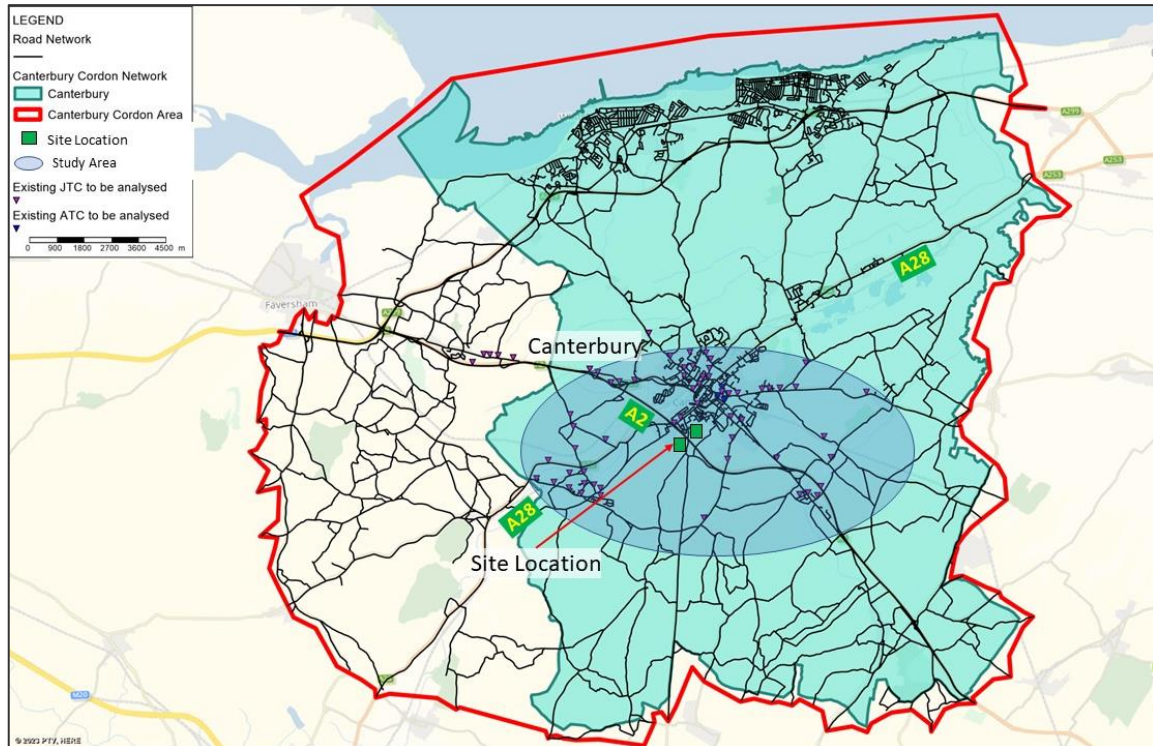 LEGEND
Road Network
Canterbury Cordon Network
Canterbury
Canterbury Cordon Area
Site Location
Study Area
Existing JTC to be analysed
Existing ATC to be analysed
0 900 1800 2700 3600 4500 m
A299
A253
A253
A28
Faversham
Canterbury
A2
A28
Site Location
M20
© 2023 PTV, HERE